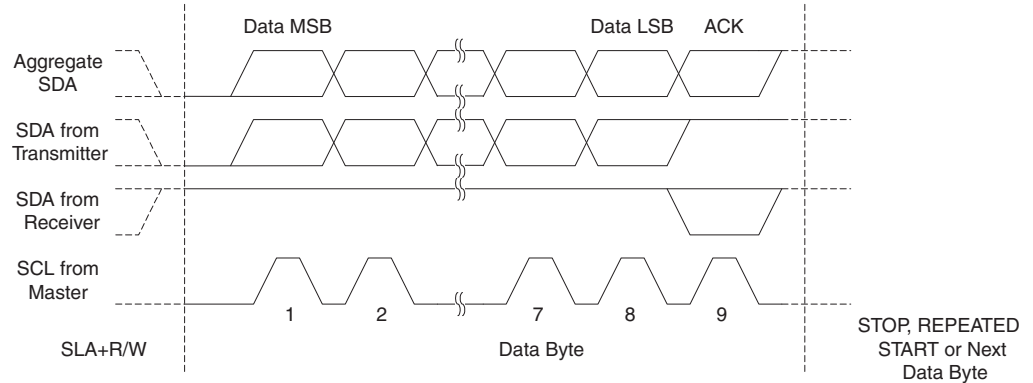 Data MSB
Data LSB
ACK
Aggregate
SDA
SDA from
Transmitter
SDA from
Receiver
SCL from
Master
1
2
7
8
9
SLA+R/W
Data Byte
STOP, REPEATED
START or Next
Data Byte